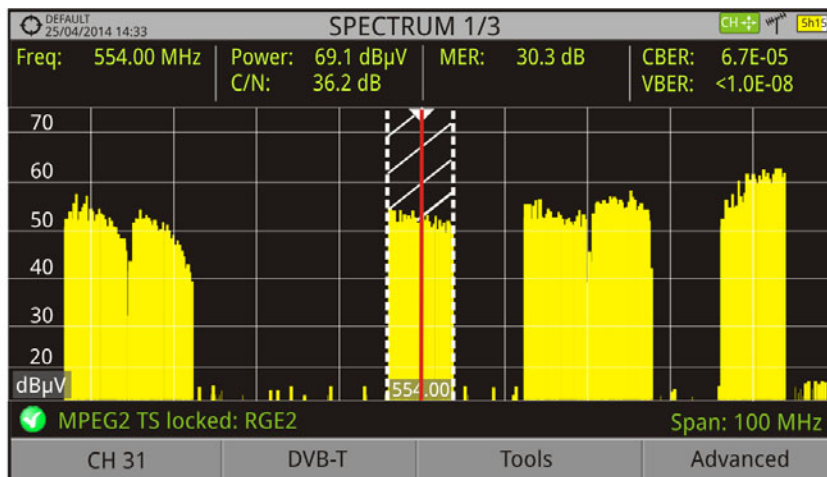 DEFAULT
25/04/2014 14:33
SPECTRUM 1/3
CH
5h15
Freq: 554.00 MHz
Power: 69.1 dBµV
MER: 30.3 dB
CBER: 6.7E-05
C/N: 36.2 dB
VBER: <1.0E-08
70
60
50
40
30
20
dBµV
554.00
MPEG2 TS locked: RGE2
Span: 100 MHz
CH 31
DVB-T
Tools
Advanced